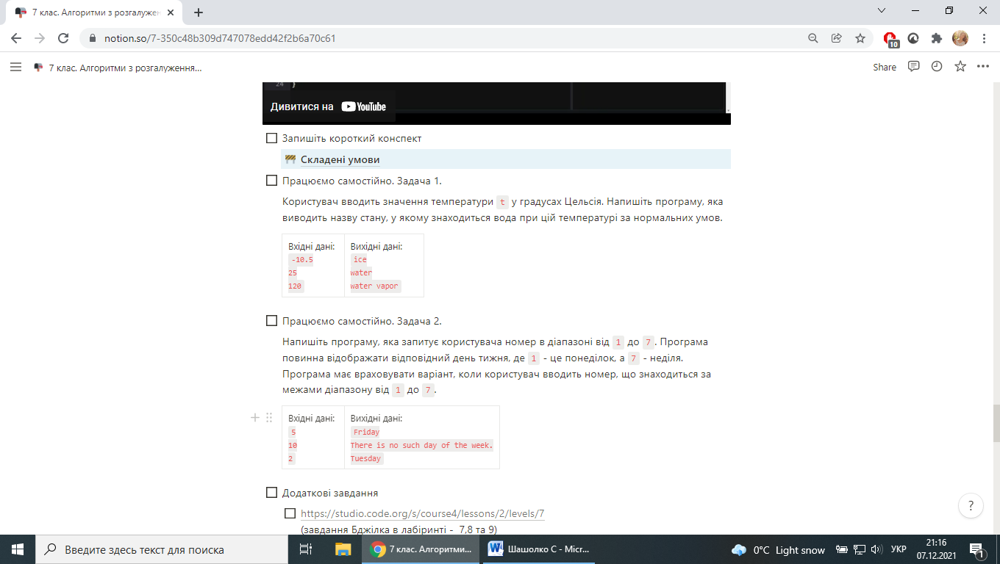 7 клас. Алгоритми з розгалужен
notion.so/7-350c48b309d747078edd42f2b6a70c61
10
7 клас. Алгоритми з розгалуження...
Share
24 }
Дивитися на YouTube
Запишіть короткий конспект
Складені умови
Працюємо самостійно. Задача 1.
Користувач вводить значення температури t у градусах Цельсія. Напишіть програму, яка
виводить назву стану, у якому знаходиться вода при цій температурі за нормальних умов.
Вхідні дані:
-10.5
25
120
Вихідні дані:
ice
water
water vapor
Працюємо самостійно. Задача 2.
Напишіть програму, яка запитує користувача номер в діапазоні від 1 до 7. Програма
повинна відображати відповідний день тижня, де 1 - це понеділок, а 7 - неділя.
Програма має враховувати варіант, коли користувач вводить номер, що знаходиться за
межами діапазону від 1 до 7.
Вхідні дані:
5
10
2
Вихідні дані:
Friday
There is no such day of the week.
Tuesday
Додаткові завдання
https://studio.code.org/s/course4/lessons/2/levels/7
(завдання Бджілка в лабіринті - 7,8 та 9)
?
Введите здесь текст для поиска
7 клас. Алгоритми...
Шашолко С - Micr...
0°C Light snow
УКР
21:16
07.12.2021
1